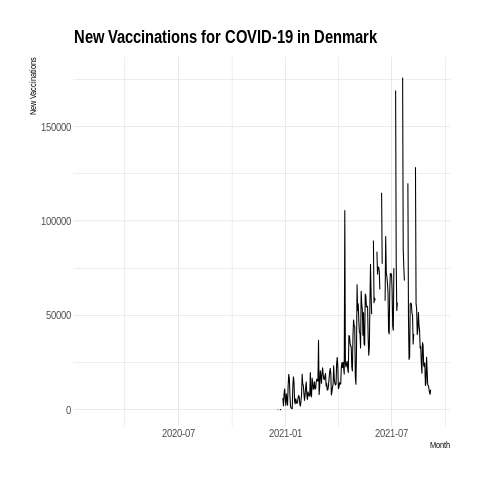 New Vaccinations for COVID-19 in Denmark
New Vaccinations
150000
100000
50000
0
2020-07 2021-01 2021-07
Month